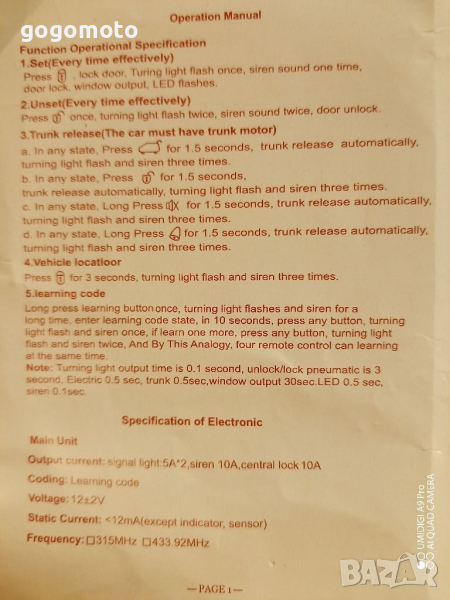 gogomoto
Operation Manual
Function Operational Specification
1.Set(Every time effectively)
Press , lock door, Turing light flash once, siren sound one time,
door lock, window output, LED flashes.
2.Unset(Every time effectively)
Press once, turning light flash twice, siren sound twice, door unlock.
3.Trunk release(The car must have trunk motor)
a. In any state, Press for 1.5 seconds, trunk release automatically,
turning light flash and siren three times.
b. In any state, Press for 1.5 seconds,
trunk release automatically, turning light flash and siren three times.
c. In any state, Long Press for 1.5 seconds, trunk release automatically,
turning light flash and siren three times.
d. In any state, Long Press for 1.5 seconds, trunk release automatically,
turning light flash and siren three times.
4.Vehicle locatloor
Press for 3 seconds, turning light flash and siren three times.
5.learning code
Long press learning button once, turning light flashes and siren for a
long time, enter learning code state, in 10 seconds, press any button, turning
light flash and siren once, if learn one more, press any button, turning light
flash and siren twice, And By This Analogy, four remote control can learning
at the same time.
Note: Turning light output time is 0.1 second, unlock/lock pneumatic is 3
second, Electric 0.5 sec, trunk 0.5sec,window output 30sec.LED 0.5 sec,
siren 0.1sec.
Specification of Electronic
Main Unit
Output current: signal light:5A*2,siren 10A,central lock 10A
Coding: Learning code
Voltage: 12±2V
Static Current: <12mA(except indicator, sensor)
Frequency: □315MHz □433.92MHz
—PAGE 1—
UMIDIGI A9 Pro
AI QUAD CAMERA
bazar.bg